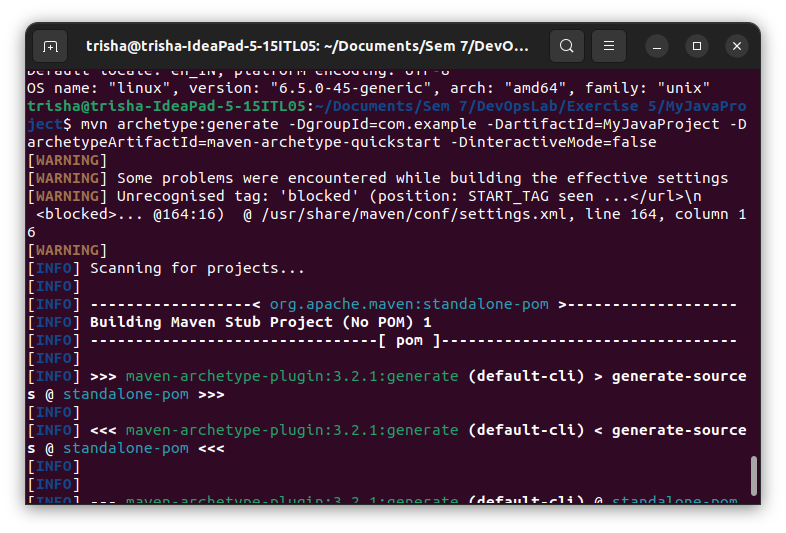 trisha@trisha-IdeaPad-5-15ITL05: ~/Documents/Sem 7/DevO...
Default locale: en_IN, platform encoding: UTF-8
OS name: "linux", version: "6.5.0-45-generic", arch: "amd64", family: "unix"
trisha@trisha-IdeaPad-5-15ITL05:~/Documents/Sem 7/DevOpsLab/Exercise 5/MyJavaPro
ject$ mvn archetype:generate -DgroupId=com.example -DartifactId=MyJavaProject -D
archetypeArtifactId=maven-archetype-quickstart -DinteractiveMode=false
[WARNING]
[WARNING] Some problems were encountered while building the effective settings
[WARNING] Unrecognised tag: 'blocked' (position: START_TAG seen ...</url>\n
 <blocked>... @164:16)  @ /usr/share/maven/conf/settings.xml, line 164, column 1
6
[WARNING]
[INFO] Scanning for projects...
[INFO]
[INFO] ------------------< org.apache.maven:standalone-pom >-------------------
[INFO] Building Maven Stub Project (No POM) 1
[INFO] --------------------------------[ pom ]---------------------------------
[INFO]
[INFO] >>> maven-archetype-plugin:3.2.1:generate (default-cli) > generate-source
s @ standalone-pom >>>
[INFO]
[INFO] <<< maven-archetype-plugin:3.2.1:generate (default-cli) < generate-source
s @ standalone-pom <<<
[INFO]
[INFO]
[INFO] --- maven-archetype-plugin:3.2.1:generate (default-cli) @ standalone-pom